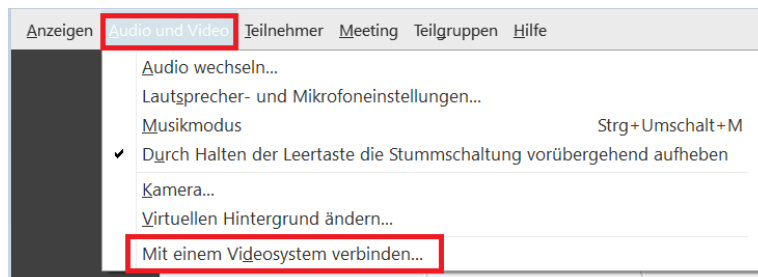 Anzeigen Audio und Video Teilnehmer Meeting Teilgruppen Hilfe
Audio wechseln...
Lautsprecher- und Mikrofoneinstellungen...
Musikmodus Strg+Umschalt+M
Durch Halten der Leertaste die Stummschaltung vorübergehend aufheben
Kamera...
Virtuellen Hintergrund ändern...
Mit einem Videosystem verbinden...